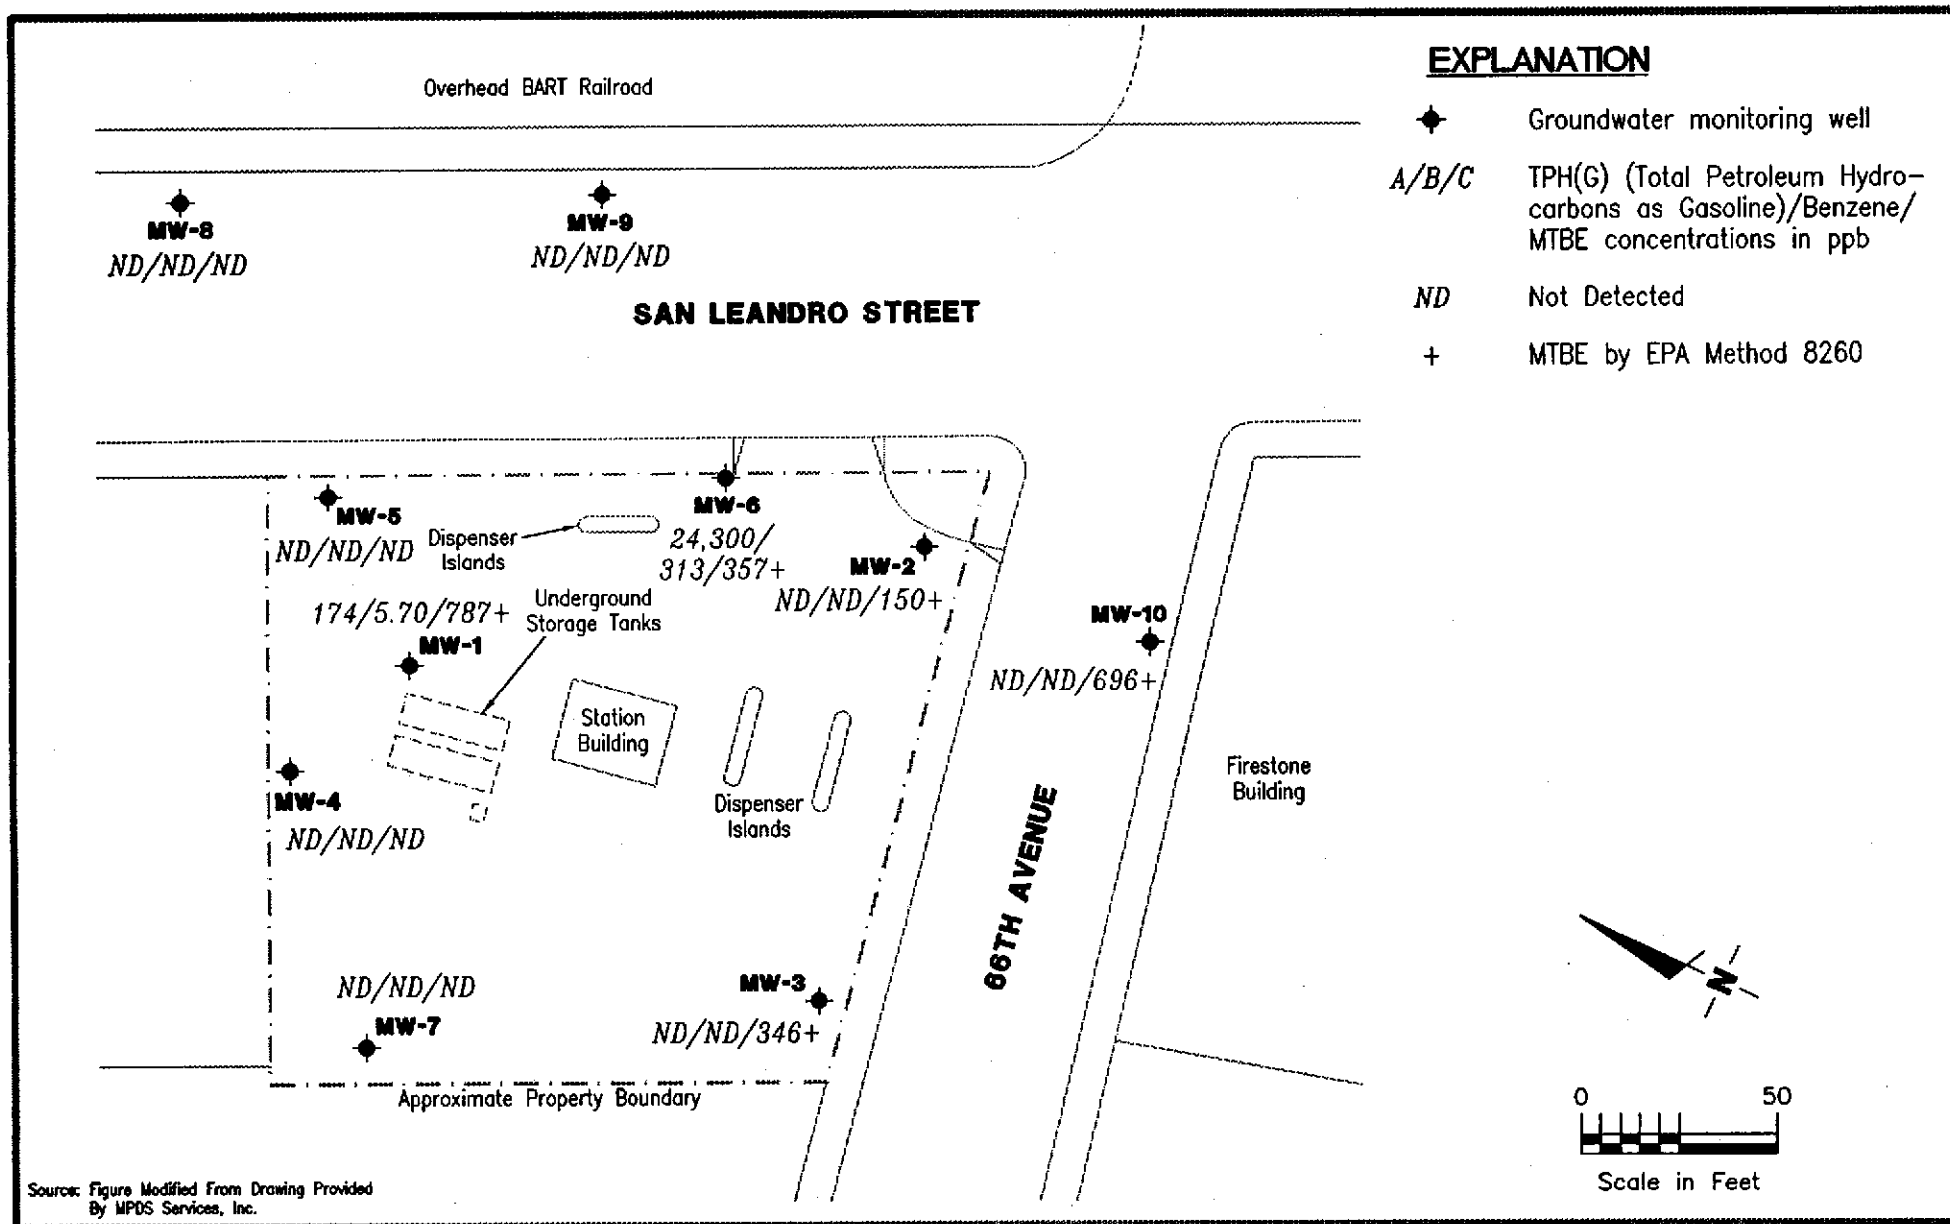 EXPLANATION
Overhead BART Railroad
Groundwater monitoring well
A/B/C TPH(G) (Total Petroleum Hydro-
carbons as Gasoline)/Benzene/
MTBE concentrations in ppb
ND Not Detected
+ MTBE by EPA Method 8260
MW-8
ND/ND/ND
MW-9
ND/ND/ND
SAN LEANDRO STREET
MW-5
ND/ND/ND
Dispenser
Islands
MW-6
24,300/
313/357+
MW-2
ND/ND/150+
174/5.70/787+
MW-1
Underground
Storage Tanks
MW-10
ND/ND/696+
Station
Building
MW-4
ND/ND/ND
Dispenser
Islands
Firestone
Building
66TH AVENUE
ND/ND/ND
MW-7
MW-3
ND/ND/346+
Approximate Property Boundary
N
0 50
Scale in Feet
Source: Figure Modified From Drawing Provided
By MPDS Services, Inc.